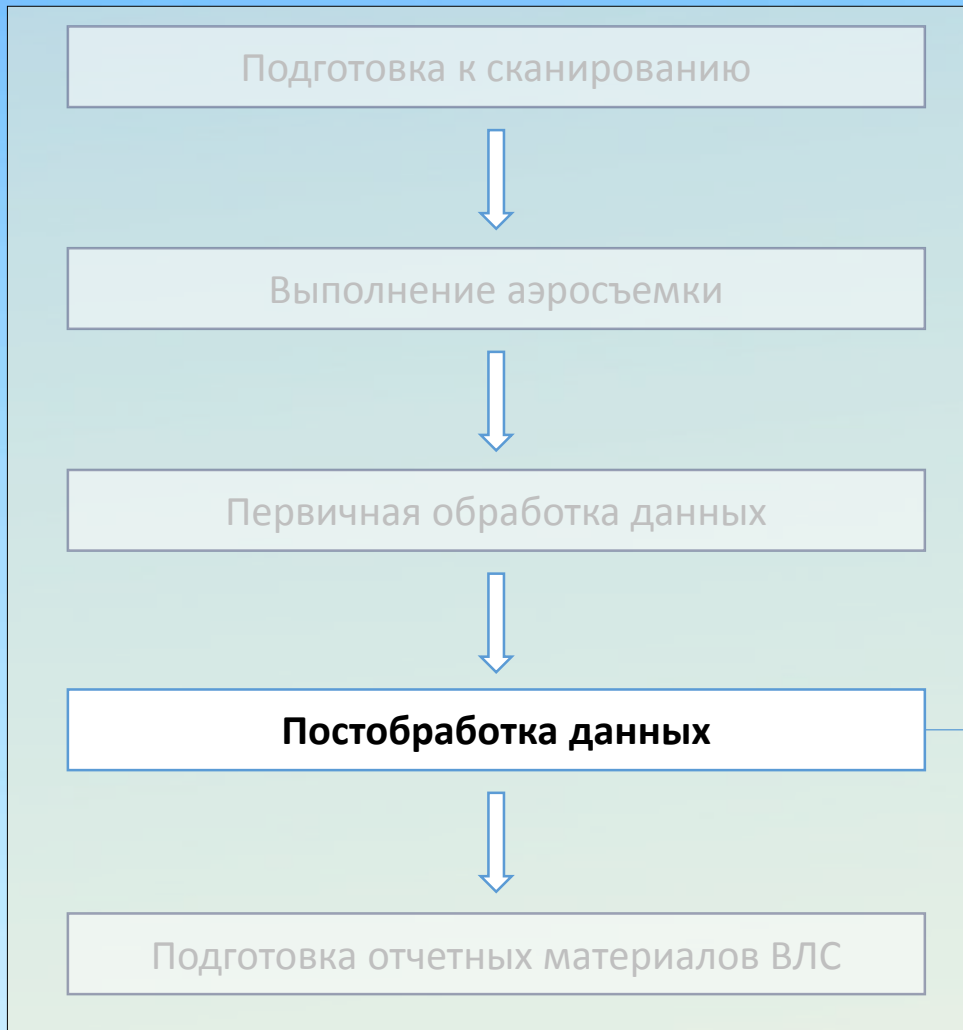 Подготовка к сканированию
Выполнение аэросъемки
Первичная обработка данных
Постобработка данных
Подготовка отчетных материалов ВЛС